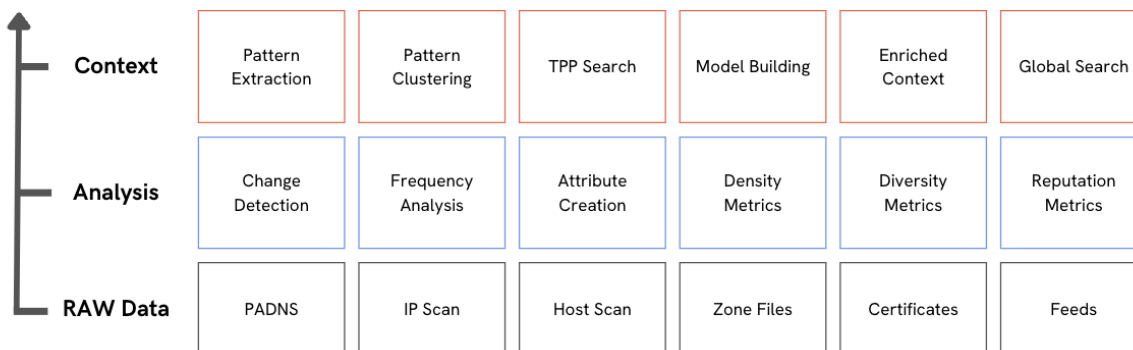 Context
Pattern
Extraction
Pattern
Clustering
TPP Search
Model Building
Enriched
Context
Global Search
Analysis
Change
Detection
Frequency
Analysis
Attribute
Creation
Density
Metrics
Diversity
Metrics
Reputation
Metrics
RAW Data
PADNS
IP Scan
Host Scan
Zone Files
Certificates
Feeds